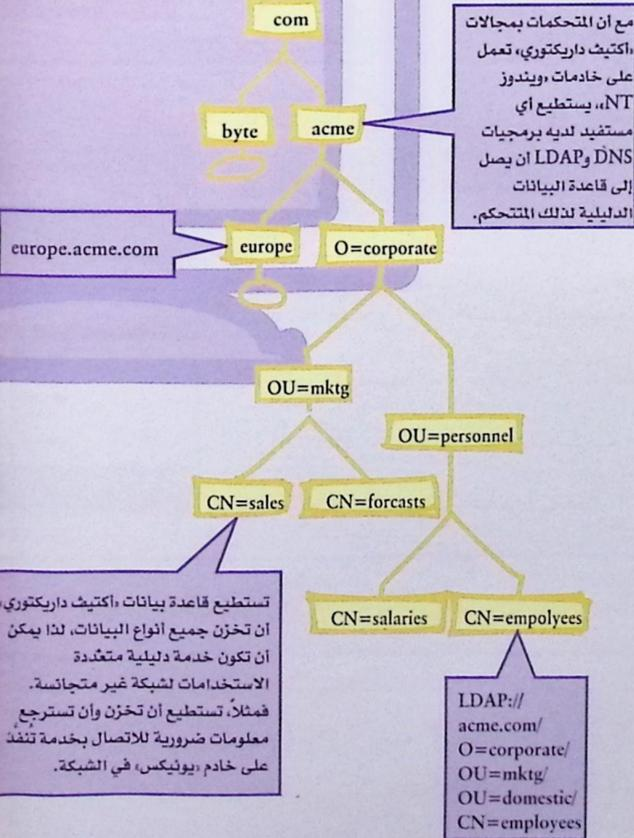 com
مع أن المتحكمات بمجالات
«أكتيف داريكتوري» تعمل
على خادمات «ويندوز
NT»، يستطيع أي
مستفيد لديه برمجيات
DNS وLDAP أن يصل
إلى قاعدة البيانات
الدليلية لذلك المتحكم.
byte
acme
europe.acme.com
europe
O=corporate
OU=mktg
OU=personnel
CN=sales
CN=forcasts
CN=salaries
CN=empolyees
تستطيع قاعدة بيانات «أكتيف داريكتوري»
أن تخزن جميع أنواع البيانات، لذا يمكن
أن تكون خدمة دليلية متعّددة
الاستخدامات لشبكة غير متجانسة.
فمثلاً، تستطيع أن تخزن وأن تسترجع
معلومات ضرورية للاتصال بخدمة تُنفذ
على خادم «يونيكس» في الشبكة.
LDAP://
acme.com/
O=corporate/
OU=mktg/
OU=domestic/
CN=employees